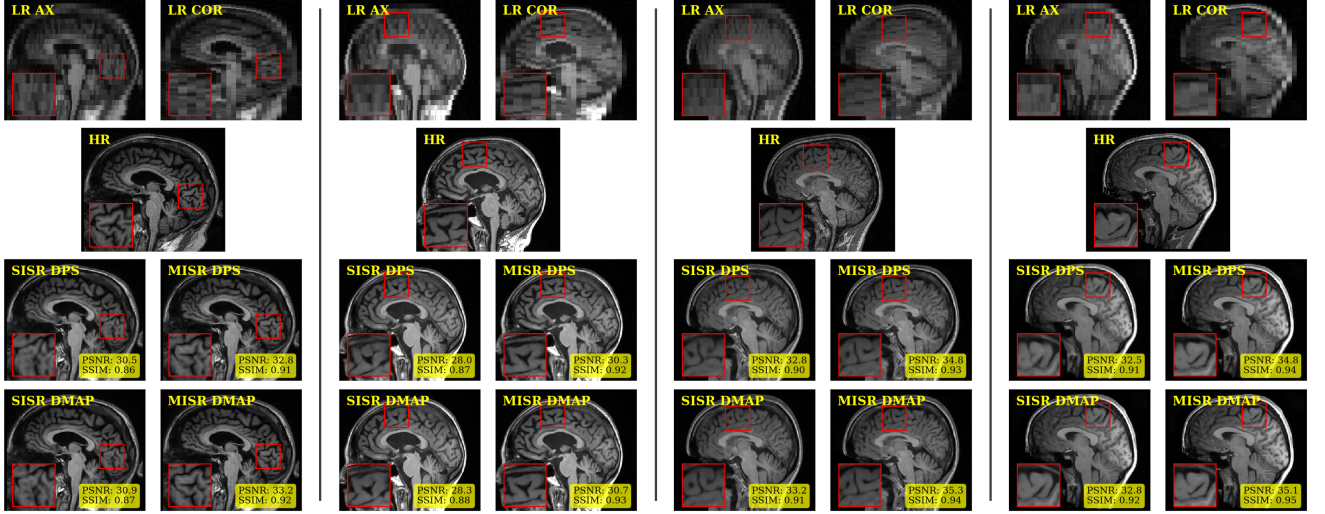 LR AX
LR COR
LR AX
LR COR
LR AX
LR COR
LR AX
LR COR
HR
HR
HR
HR
SISR DPS
MISR DPS
SISR DPS
MISR DPS
SISR DPS
MISR DPS
SISR DPS
MISR DPS
PSNR: 30.5
SSIM: 0.86
PSNR: 32.8
SSIM: 0.91
PSNR: 28.0
SSIM: 0.87
PSNR: 30.3
SSIM: 0.92
PSNR: 32.8
SSIM: 0.90
PSNR: 34.8
SSIM: 0.93
PSNR: 32.5
SSIM: 0.91
PSNR: 34.8
SSIM: 0.94
SISR DMAP
MISR DMAP
SISR DMAP
MISR DMAP
SISR DMAP
MISR DMAP
SISR DMAP
MISR DMAP
PSNR: 30.9
SSIM: 0.87
PSNR: 33.2
SSIM: 0.92
PSNR: 28.3
SSIM: 0.88
PSNR: 30.7
SSIM: 0.93
PSNR: 33.2
SSIM: 0.91
PSNR: 35.3
SSIM: 0.94
PSNR: 32.8
SSIM: 0.92
PSNR: 35.1
SSIM: 0.95